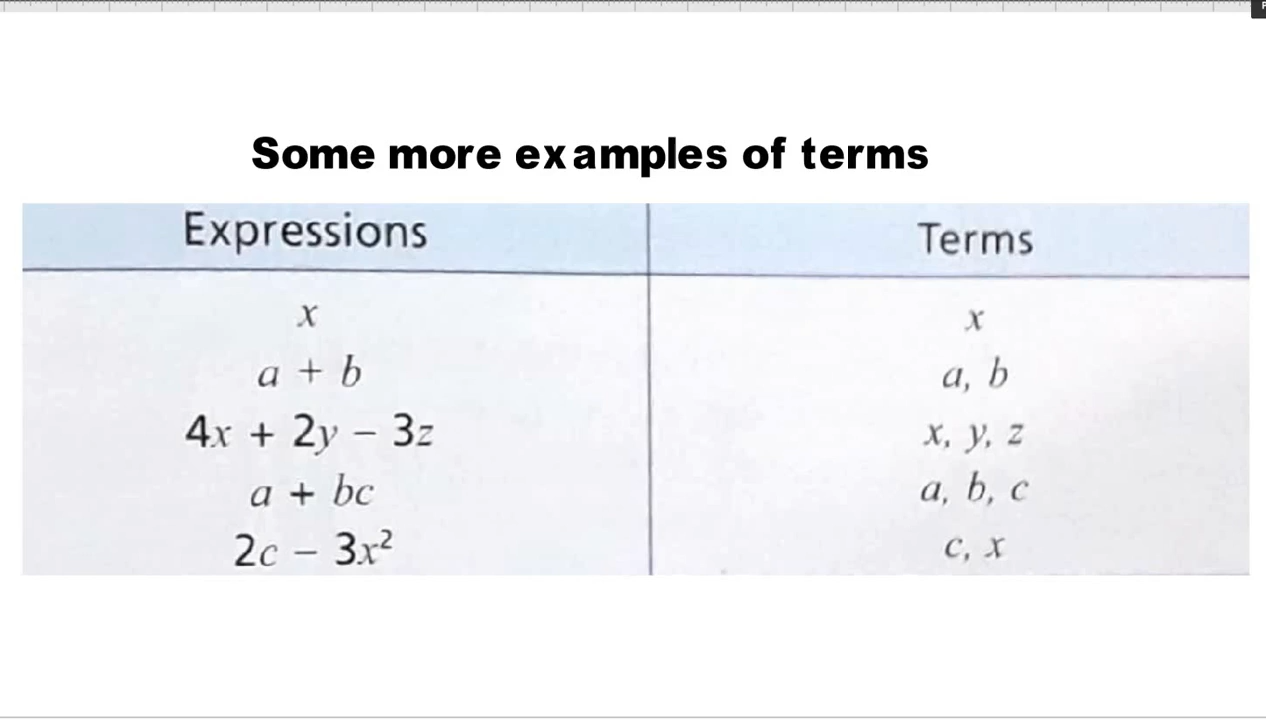 Some more examples of terms
Expressions Terms
x x
a + b a, b
4x + 2y − 3z x, y, z
a + bc a, b, c
2c − 3x² c, x